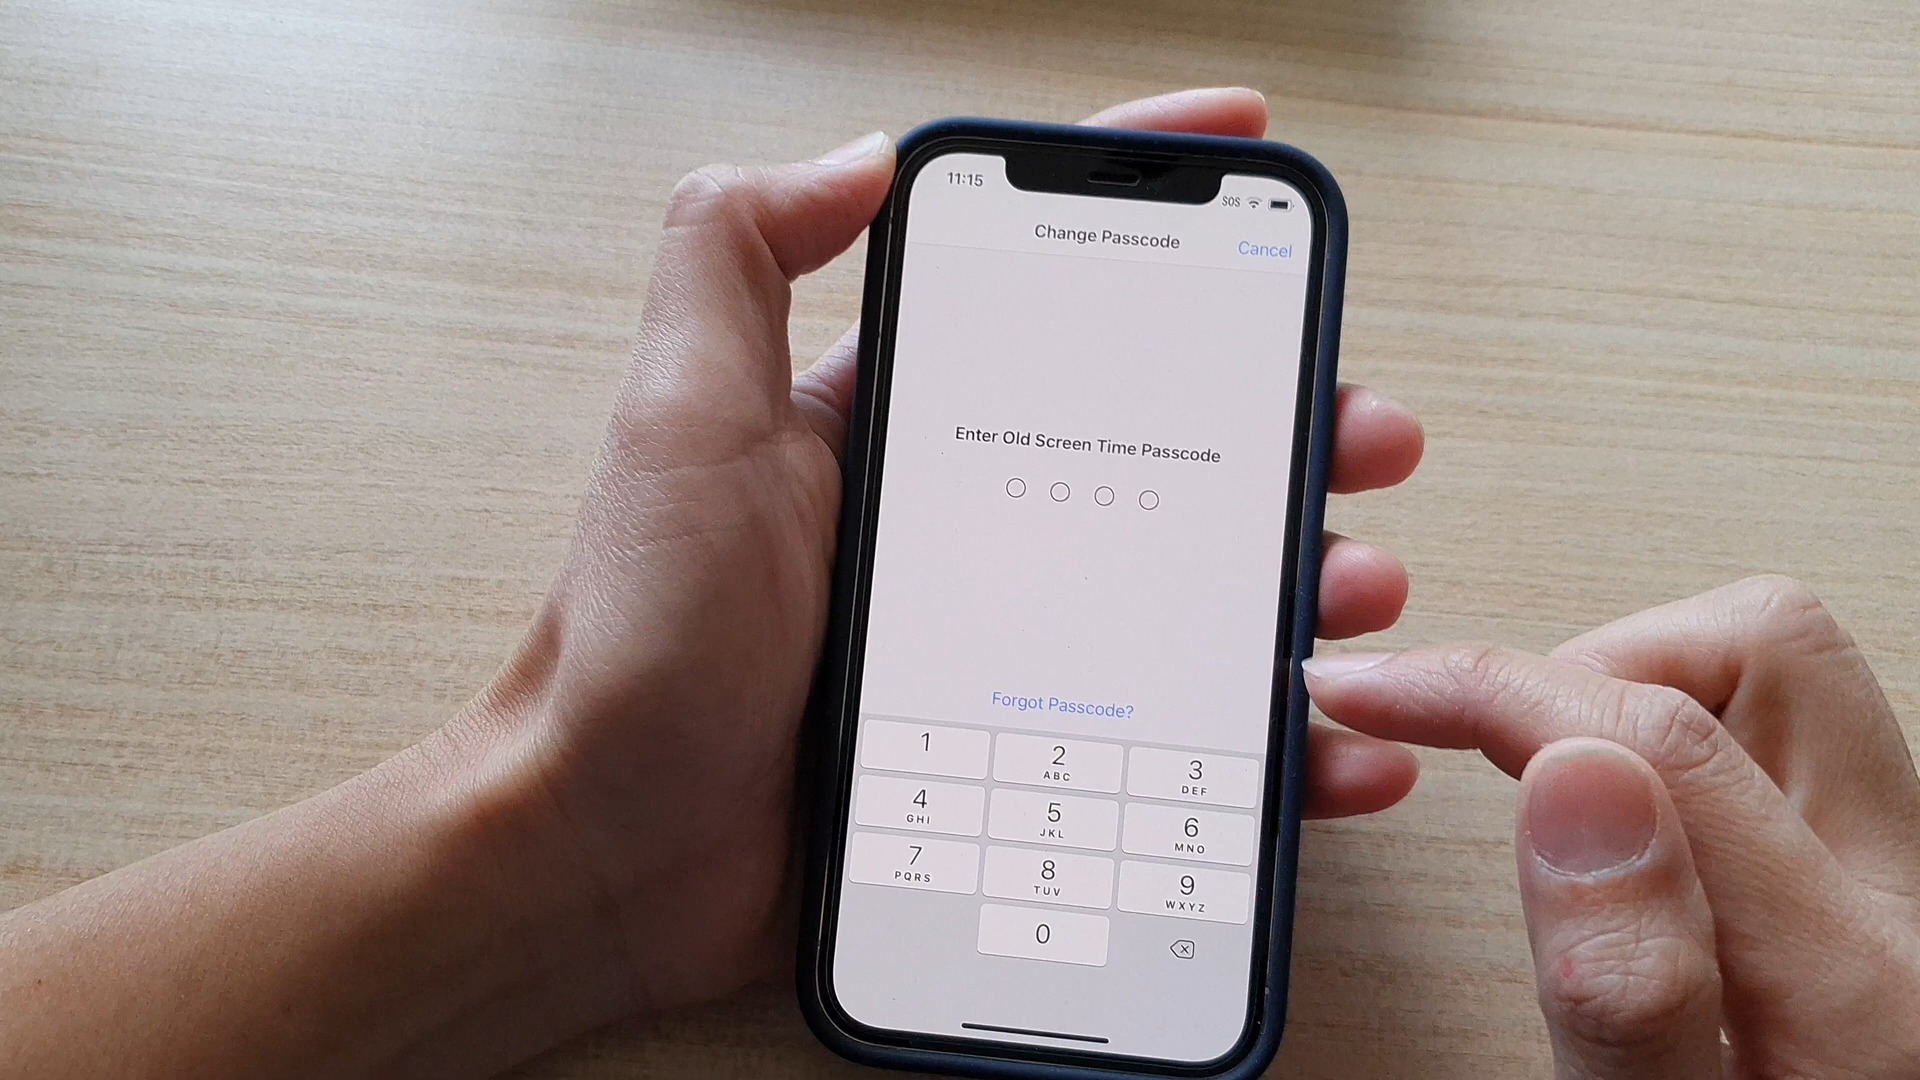 11:15
SOS
Change Passcode
Cancel
Enter Old Screen Time Passcode
Forgot Passcode?
1
2
3
ABC
DEF
4
5
6
GHI
JKL
MNO
7
8
9
PQRS
TUV
WXYZ
0